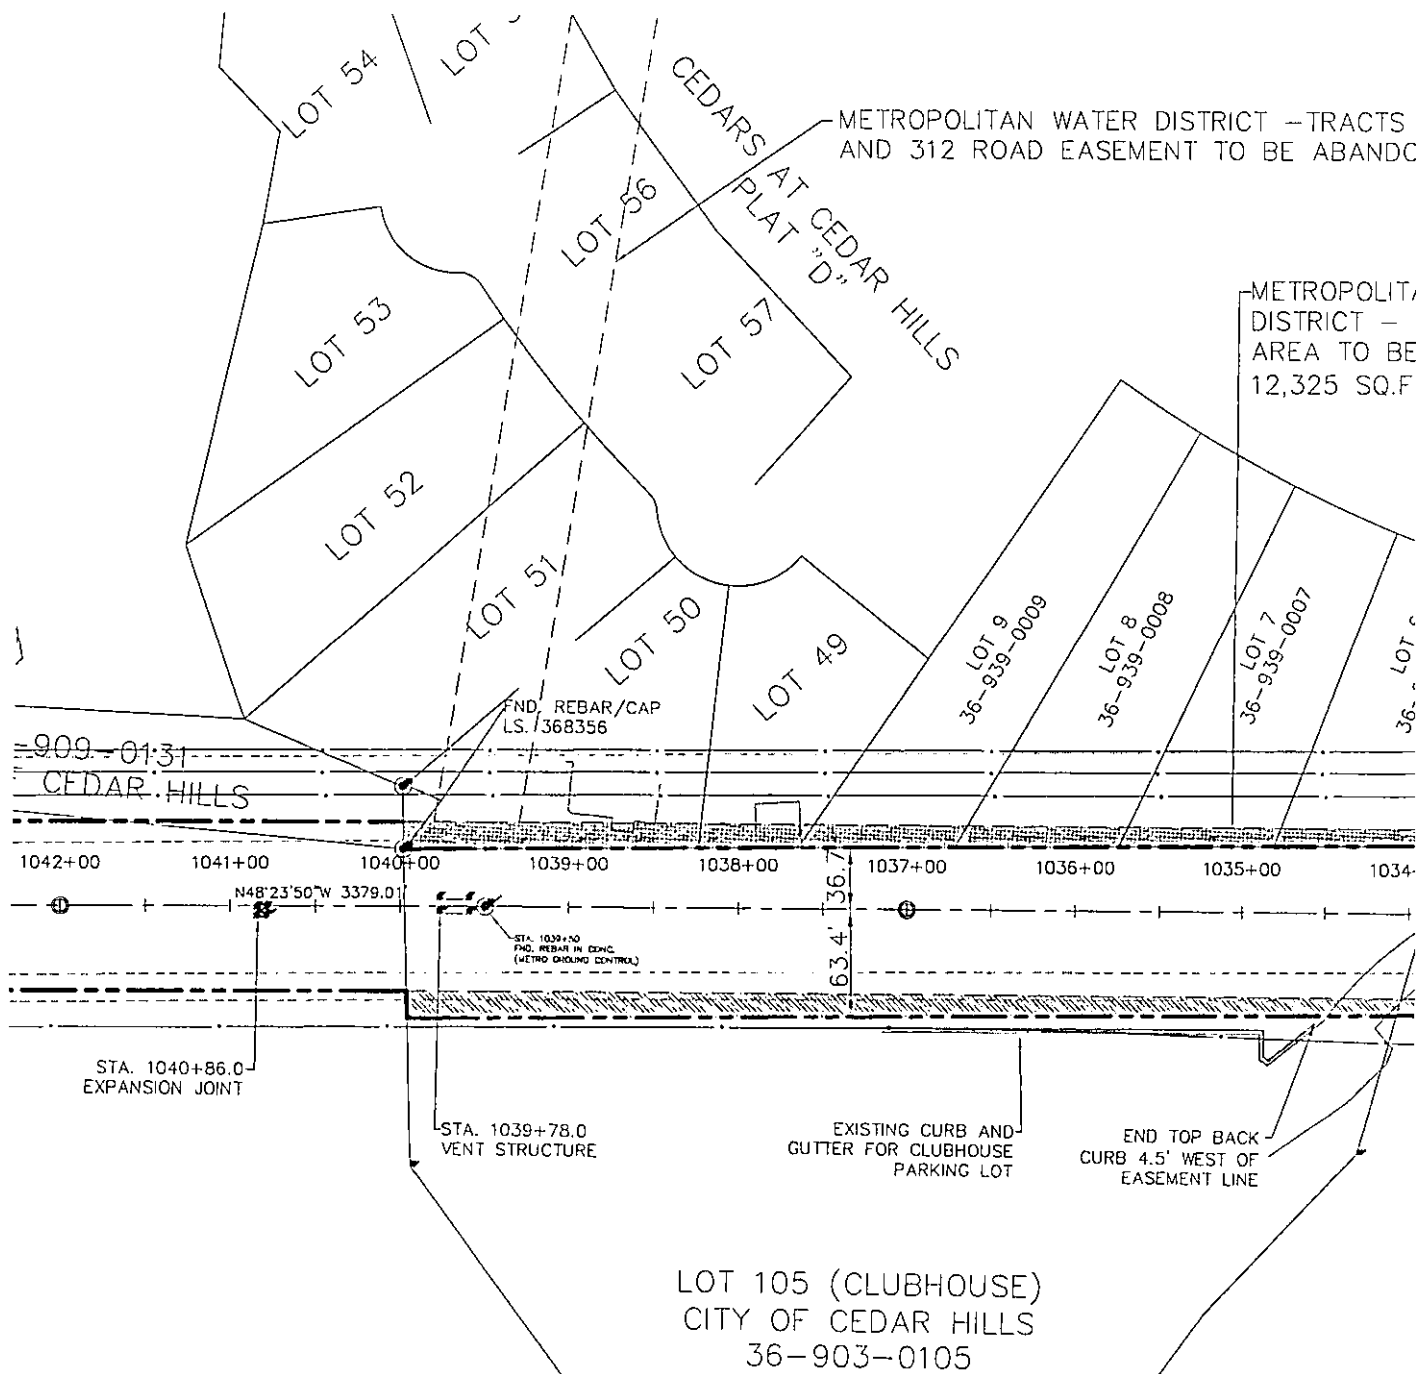 LOT 54
LOT
CEDARS AT CEDAR HILLS
PLAT "D"
METROPOLITAN WATER DISTRICT -TRACTS
AND 312 ROAD EASEMENT TO BE ABANDO
LOT 56
LOT 53
LOT 57
METROPOLITA
DISTRICT -
AREA TO BE
12,325 SQ.F
LOT 52
LOT 51
LOT 50
LOT 49
LOT 9
36-939-0009
LOT 8
36-939-0008
LOT 7
36-939-0007
LOT
36-
FND. REBAR/CAP
LS. 368356
-909-0131
CEDAR HILLS
1042+00 1041+00 1040+00 1039+00 1038+00 1037+00 1036+00 1035+00 1034+
N48°23'50"W 3379.01'
36.7'
63.4'
STA. 1039+50
FND. REBAR IN CONC.
(METRO GROUND CONTROL)
STA. 1040+86.0
EXPANSION JOINT
STA. 1039+78.0
VENT STRUCTURE
EXISTING CURB AND
GUTTER FOR CLUBHOUSE
PARKING LOT
END TOP BACK
CURB 4.5' WEST OF
EASEMENT LINE
LOT 105 (CLUBHOUSE)
CITY OF CEDAR HILLS
36-903-0105